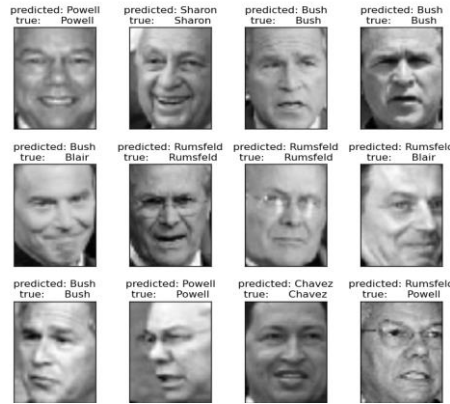 predicted: Powell
true: Powell
predicted: Sharon
true: Sharon
predicted: Bush
true: Bush
predicted: Bush
true: Bush
predicted: Bush
true: Blair
predicted: Rumsfeld
true: Rumsfeld
predicted: Rumsfeld
true: Rumsfeld
predicted: Rumsfeld
true: Blair
predicted: Bush
true: Bush
predicted: Powell
true: Powell
predicted: Chavez
true: Chavez
predicted: Rumsfeld
true: Powell